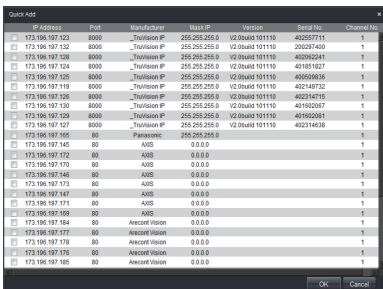 Quick Add
IP Address Port Manufacturer Mask IP Version Serial No. Channel No
173.196.197.123 8000 _TruVision IP 255.255.255.0 V2.0build 101110 402557711 1
173.196.197.132 8000 _TruVision IP 255.255.255.0 V2.0build 101110 200297400 1
173.196.197.128 8000 _TruVision IP 255.255.255.0 V2.0build 101110 402062241 1
173.196.197.124 8000 _TruVision IP 255.255.255.0 V2.0build 101110 401851827 1
173.196.197.125 8000 _TruVision IP 255.255.255.0 V2.0build 101110 400509836 1
173.196.197.119 8000 _TruVision IP 255.255.255.0 V2.0build 101110 402149732 1
173.196.197.126 8000 _TruVision IP 255.255.255.0 V2.0build 101110 402314715 1
173.196.197.130 8000 _TruVision IP 255.255.255.0 V2.0build 101110 401602067 1
173.196.197.129 8000 _TruVision IP 255.255.255.0 V2.0build 101110 401602081 1
173.196.197.127 8000 _TruVision IP 255.255.255.0 V2.0build 101110 402314638 1
173.196.197.165 80 Panasonic 255.255.255.0 1
173.196.197.145 80 AXIS 0.0.0.0 1
173.196.197.172 80 AXIS 0.0.0.0 1
173.196.197.170 80 AXIS 0.0.0.0 1
173.196.197.146 80 AXIS 0.0.0.0 1
173.196.197.173 80 AXIS 0.0.0.0 1
173.196.197.147 80 AXIS 0.0.0.0 1
173.196.197.171 80 AXIS 0.0.0.0 1
173.196.197.169 80 AXIS 0.0.0.0 1
173.196.197.184 80 Arecont Vision 0.0.0.0 1
173.196.197.177 80 Arecont Vision 0.0.0.0 1
173.196.197.178 80 Arecont Vision 0.0.0.0 1
173.196.197.176 80 Arecont Vision 0.0.0.0 1
173.196.197.185 80 Arecont Vision 0.0.0.0 1
OK Cancel